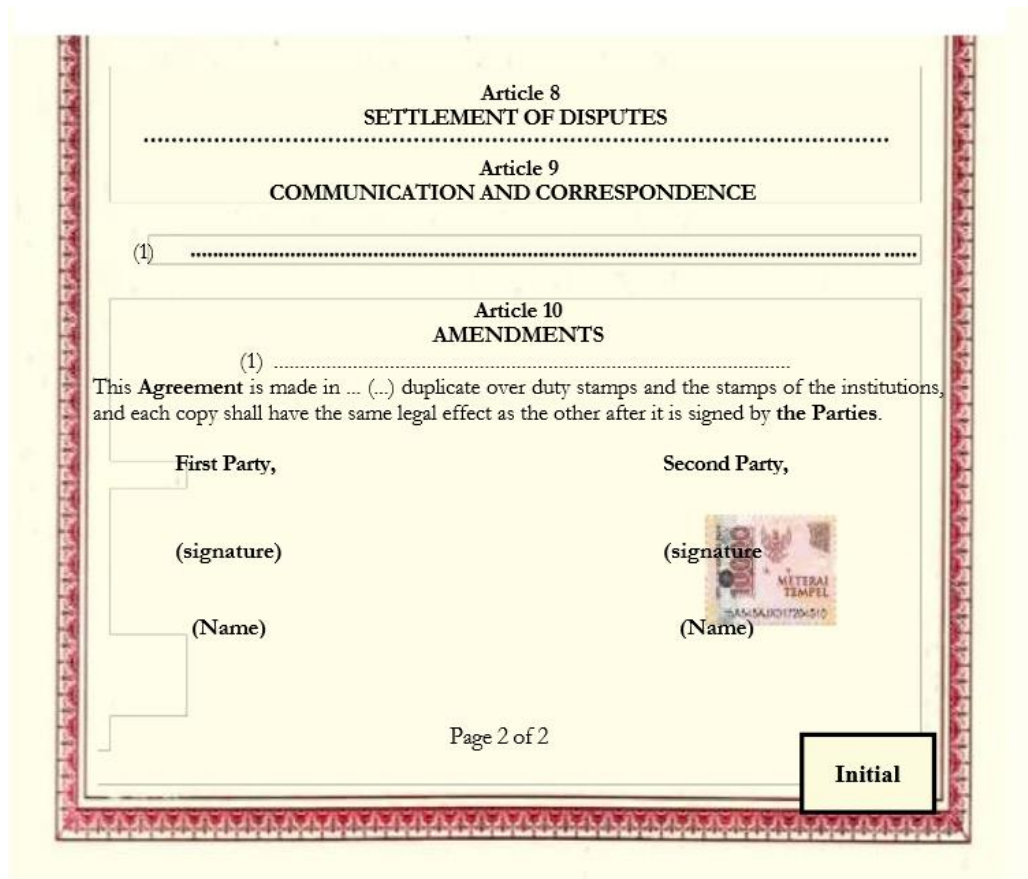 Article 8
SETTLEMENT OF DISPUTES
................................................................................
Article 9
COMMUNICATION AND CORRESPONDENCE
(1) ................................................................................ ......
Article 10
AMENDMENTS
(1) ................................................................................
This Agreement is made in ... (...) duplicate over duty stamps and the stamps of the institutions,
and each copy shall have the same legal effect as the other after it is signed by the Parties.
First Party, Second Party,
10000
(signature) (signature
METERAI
TEMPEL
(Name) (Name)
Page 2 of 2
Initial